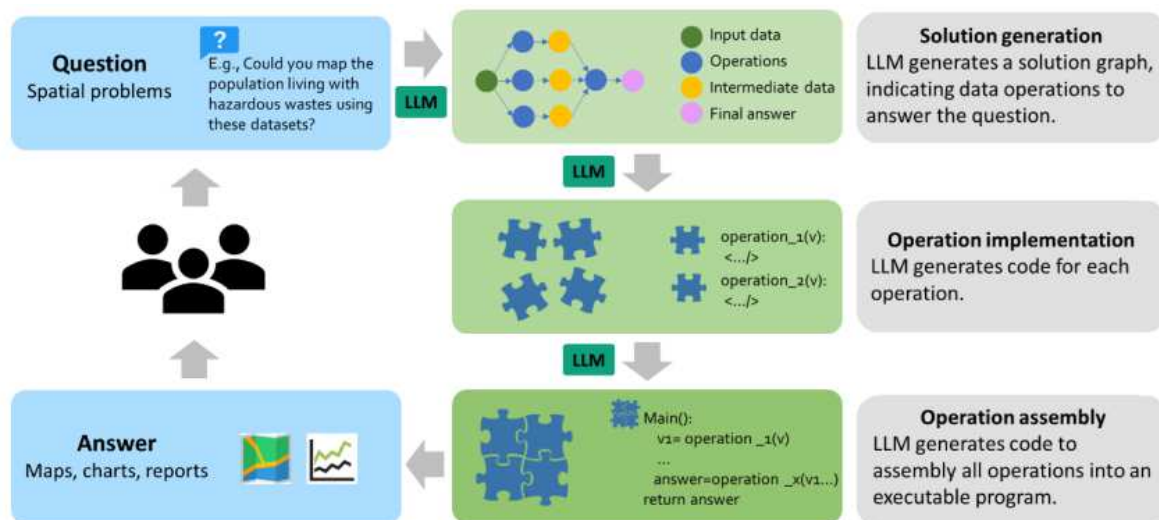 Question
Spatial problems
?
E.g., Could you map the
population living with
hazardous wastes using
these datasets?
LLM
Input data
Operations
Intermediate data
Final answer
Solution generation
LLM generates a solution graph,
indicating data operations to
answer the question.
LLM
operation_1(v):
<.../>
operation_2(v):
<.../>
Operation implementation
LLM generates code for each
operation.
LLM
Answer
Maps, charts, reports
Main():
v1= operation _1(v)
...
answer=operation _x(v1...)
return answer
Operation assembly
LLM generates code to
assembly all operations into an
executable program.